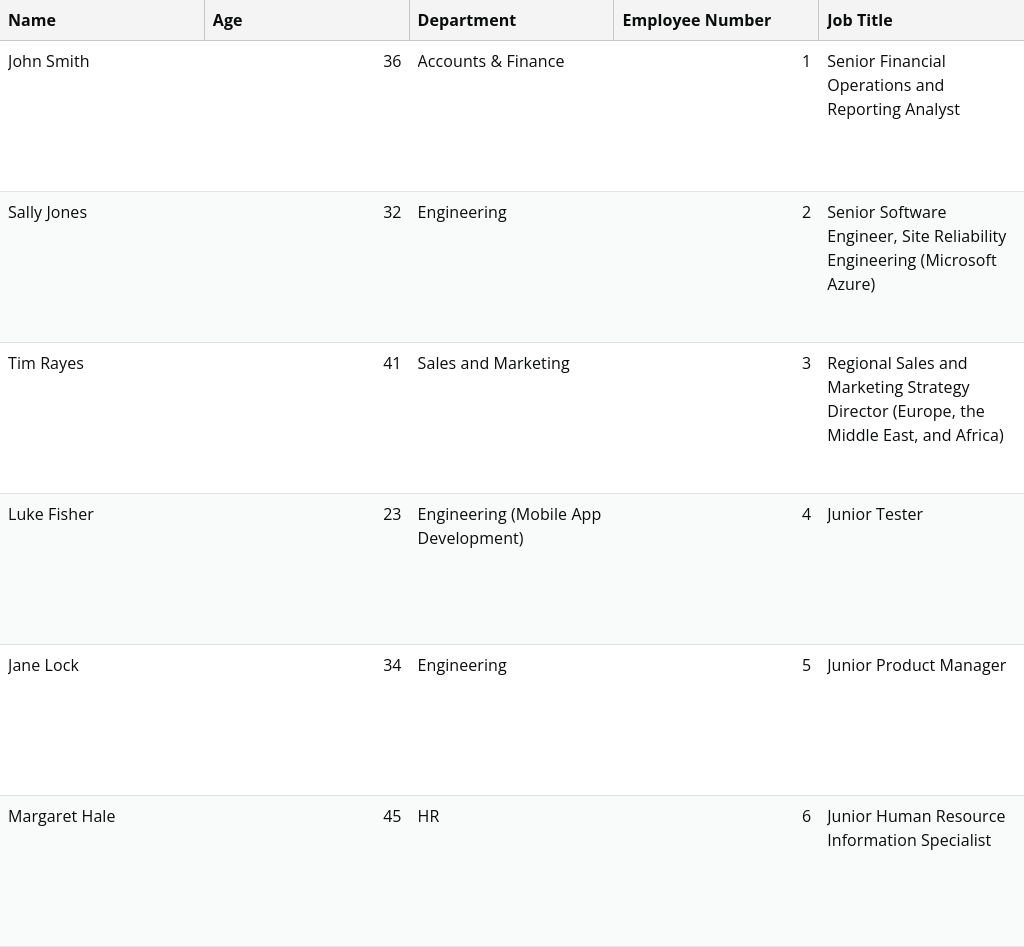 Name Age Department Employee Number Job Title
John Smith 36 Accounts & Finance 1 Senior Financial
Operations and
Reporting Analyst
Sally Jones 32 Engineering 2 Senior Software
Engineer, Site Reliability
Engineering (Microsoft
Azure)
Tim Rayes 41 Sales and Marketing 3 Regional Sales and
Marketing Strategy
Director (Europe, the
Middle East, and Africa)
Luke Fisher 23 Engineering (Mobile App 4 Junior Tester
Development)
Jane Lock 34 Engineering 5 Junior Product Manager
Margaret Hale 45 HR 6 Junior Human Resource
Information Specialist